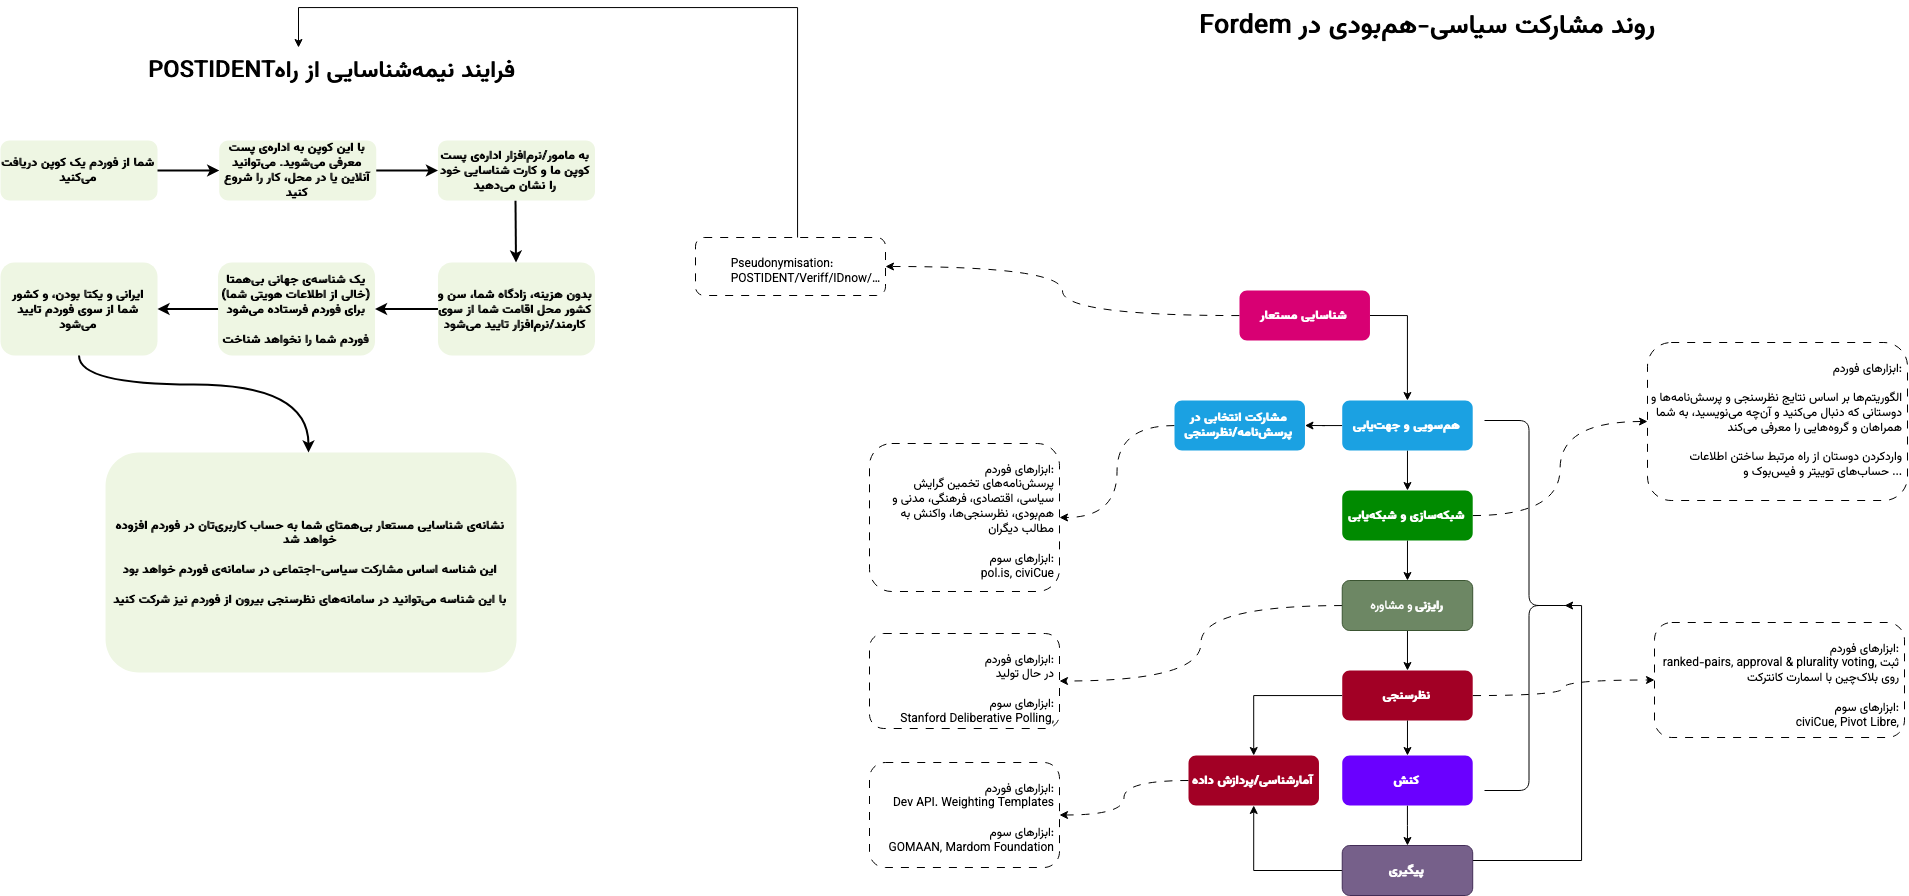 روند مشارکت سیاسی-هم‌بودی در Fordem
فرایند نیمه‌شناسایی از راهPOSTIDENT
شما از فوردم یک کوپن دریافت
می‌کنید
با این کوپن به اداره‌ی پست
معرفی می‌شوید. می‌توانید
آنلاین یا در محل، کار را شروع
کنید
به مامور/نرم‌افزار اداره‌ی پست
کوپن ما و کارت شناسایی خود
را نشان می‌دهید
بدون هزینه، زادگاه شما، سن و
کشور محل اقامت شما از سوی
کارمند/نرم‌افزار تایید می‌شود
یک شناسه‌ی جهانی بی‌همتا
(خالی از اطلاعات هویتی شما)
برای فوردم فرستاده می‌شود
فوردم شما را نخواهد شناخت
ایرانی و یکتا بودن، و کشور
شما از سوی فوردم تایید
می‌شود
نشانه‌ی شناسایی مستعار بی‌همتای شما به حساب کاربری‌تان در فوردم افزوده
خواهد شد
این شناسه اساس مشارکت سیاسی-اجتماعی در سامانه‌ی فوردم خواهد بود
با این شناسه می‌توانید در سامانه‌های نظرسنجی بیرون از فوردم نیز شرکت کنید
Pseudonymisation:
POSTIDENT/Veriff/IDnow/...
شناسایی مستعار
هم‌سویی و جهت‌یابی
مشارکت انتخابی در
پرسش‌نامه/نظرسنجی
شبکه‌سازی و شبکه‌یابی
رایزنی و مشاوره
نظرسنجی
آمارشناسی/پردازش داده
کنش
پیگیری
ابزارهای فوردم:
الگوریتم‌ها بر اساس نتایج نظرسنجی و پرسش‌نامه‌ها و
دوستانی که دنبال می‌کنید و آن‌چه می‌نویسید، به شما
همراهان و گروه‌هایی را معرفی می‌کند
واردکردن دوستان از راه مرتبط ساختن اطلاعات
حساب‌های توییتر و فیس‌بوک و ...
ابزارهای فوردم:
پرسش‌نامه‌های تخمین گرایش
سیاسی، اقتصادی، فرهنگی، مدنی و
هم‌بودی، نظرسنجی‌ها، واکنش به
مطالب دیگران
ابزارهای سوم:
pol.is, civiCue
ابزارهای فوردم:
در حال تولید
ابزارهای سوم:
Stanford Deliberative Polling,
ابزارهای فوردم:
ranked-pairs, approval & plurality voting, ثبت
روی بلاک‌چین با اسمارت کانترکت
ابزارهای سوم:
civiCue, Pivot Libre,
ابزارهای فوردم:
Dev API. Weighting Templates
ابزارهای سوم:
GOMAAN, Mardom Foundation